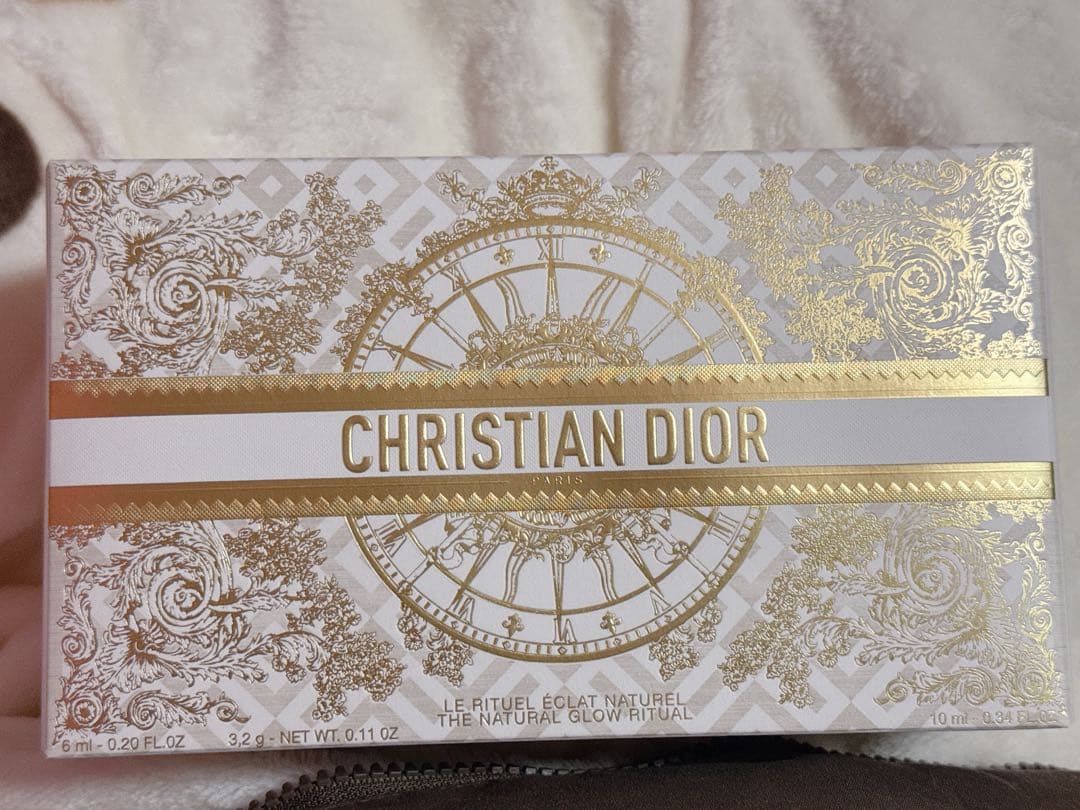 XII
CHRISTIAN DIOR
PARIS
LE RITUEL ÉCLAT NATUREL
THE NATURAL GLOW RITUAL
6 ml - 0.20 FL.OZ 3,2 g - NET WT. 0.11 OZ 10 ml - 0.34 FL.OZ